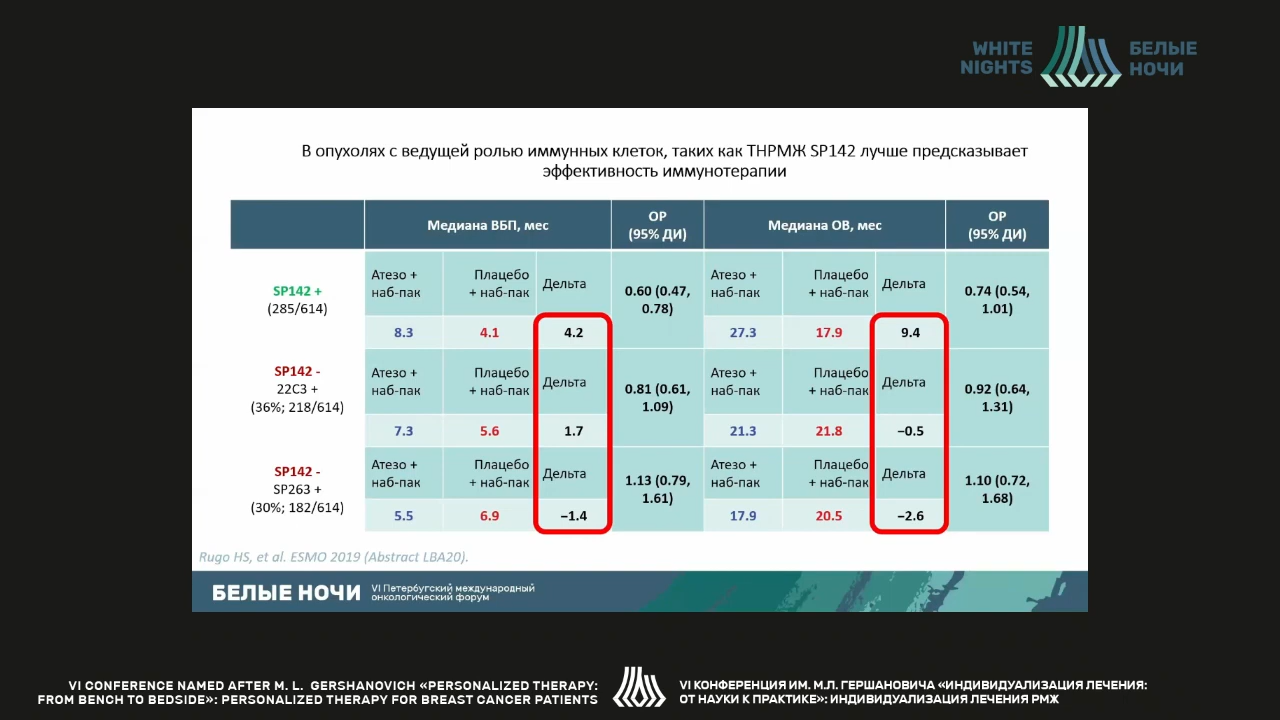 WHITE
NIGHTS
БЕЛЫЕ
НОЧИ
В опухолях с ведущей ролью иммунных клеток, таких как ТНРМЖ SP142 лучше предсказывает
эффективность иммунотерапии
Медиана ВБП, мес
ОР
(95% ДИ)
Медиана ОВ, мес
ОР
(95% ДИ)
SP142 +
(285/614)
Атезо +
наб-пак
Плацебо
+ наб-пак
Дельта
0.60 (0.47,
0.78)
Атезо +
наб-пак
Плацебо
+ наб-пак
Дельта
0.74 (0.54,
1.01)
8.3
4.1
4.2
27.3
17.9
9.4
SP142 -
22C3 +
(36%; 218/614)
Атезо +
наб-пак
Плацебо
+ наб-пак
Дельта
0.81 (0.61,
1.09)
Атезо +
наб-пак
Плацебо
+ наб-пак
Дельта
0.92 (0.64,
1.31)
7.3
5.6
1.7
21.3
21.8
−0.5
SP142 -
SP263 +
(30%; 182/614)
Атезо +
наб-пак
Плацебо
+ наб-пак
Дельта
1.13 (0.79,
1.61)
Атезо +
наб-пак
Плацебо
+ наб-пак
Дельта
1.10 (0.72,
1.68)
5.5
6.9
−1.4
17.9
20.5
−2.6
Rugo HS, et al. ESMO 2019 (Abstract LBA20).
БЕЛЫЕ НОЧИ
VI Петербугский международный
онкологический форум
VI CONFERENCE NAMED AFTER M. L. GERSHANOVICH «PERSONALIZED THERAPY:
FROM BENCH TO BEDSIDE»: PERSONALIZED THERAPY FOR BREAST CANCER PATIENTS
VI КОНФЕРЕНЦИЯ ИМ. М.Л. ГЕРШАНОВИЧА «ИНДИВИДУАЛИЗАЦИЯ ЛЕЧЕНИЯ:
ОТ НАУКИ К ПРАКТИКЕ»: ИНДИВИДУАЛИЗАЦИЯ ЛЕЧЕНИЯ РМЖ